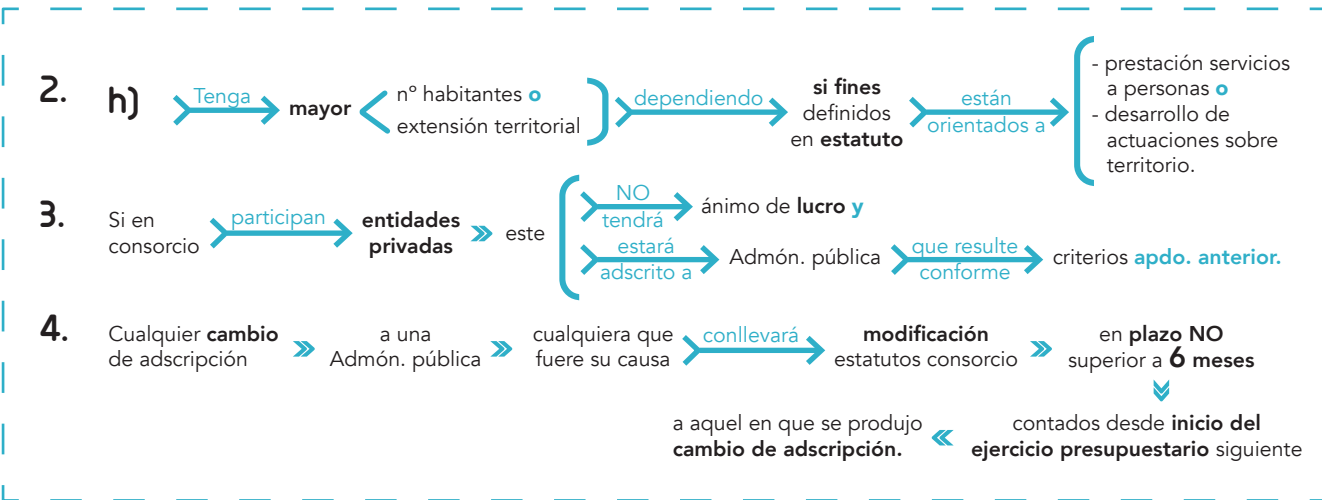 2. h) Tenga mayor nº habitantes o
extensión territorial
dependiendo
si fines
definidos
en estatuto
están
orientados a
- prestación servicios
a personas o
- desarrollo de
actuaciones sobre
territorio.
3. Si en
consorcio
participan
entidades
privadas
este
NO
tendrá
ánimo de lucro y
estará
adscrito a
Admón. pública
que resulte
conforme
criterios apdo. anterior.
4. Cualquier cambio
de adscripción
a una
Admón. pública
cualquiera que
fuere su causa
conllevará
modificación
estatutos consorcio
en plazo NO
superior a 6 meses
contados desde inicio del
ejercicio presupuestario siguiente
a aquel en que se produjo
cambio de adscripción.